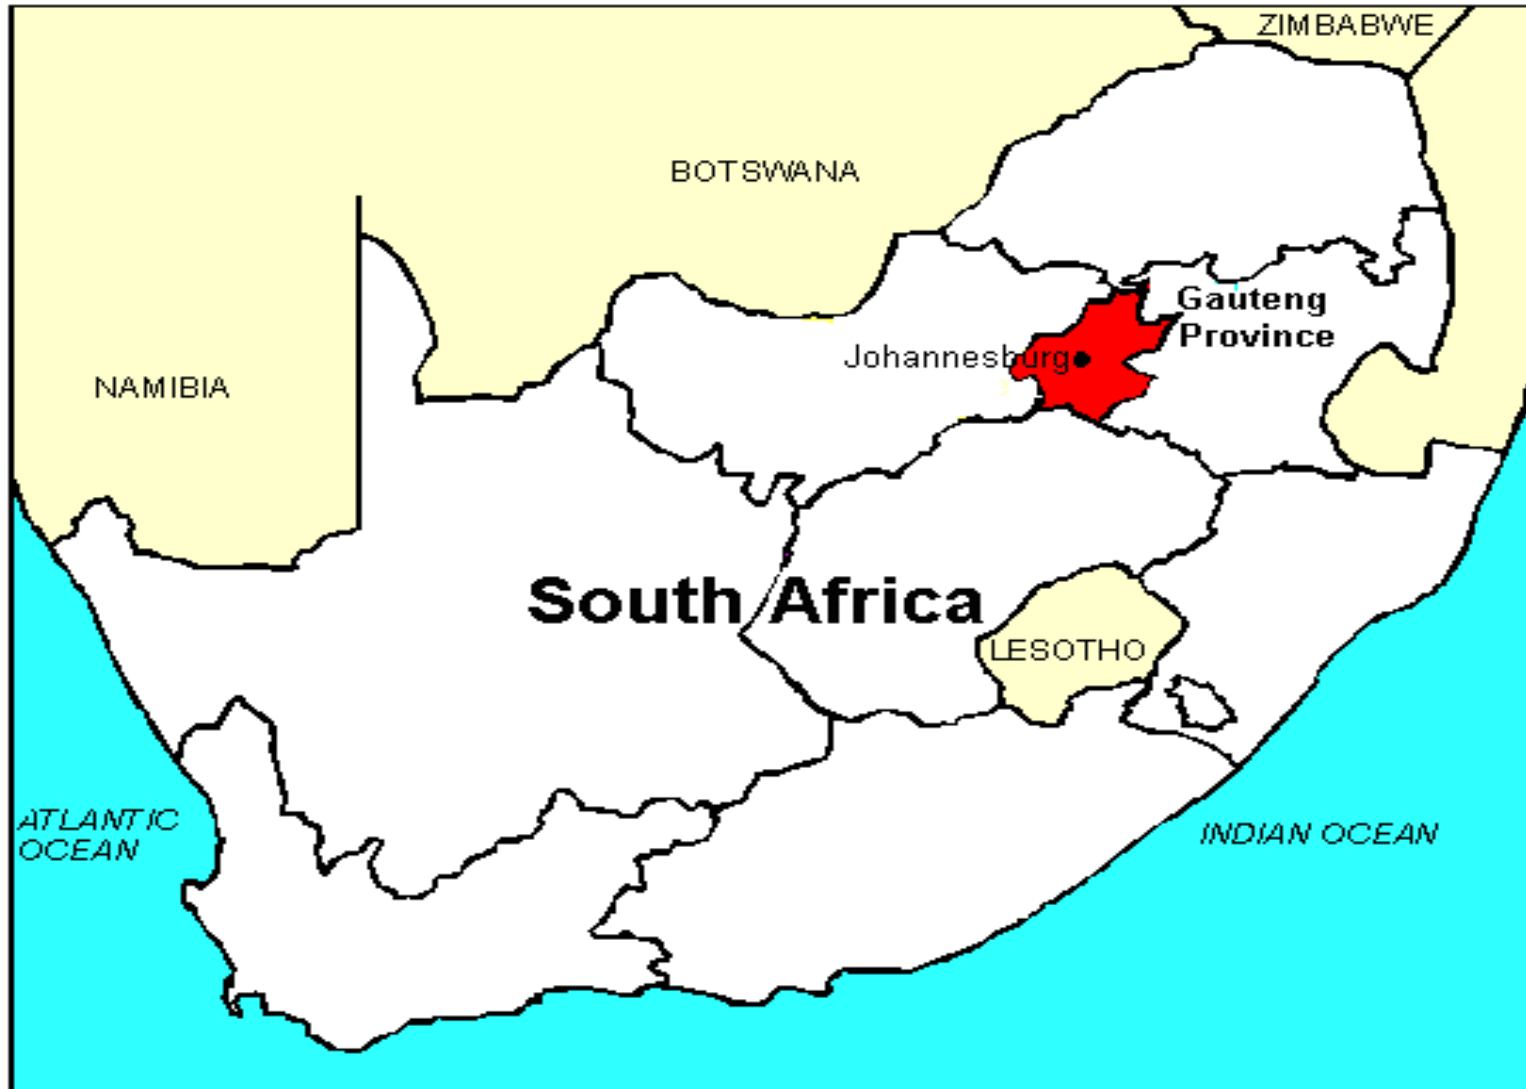 ZIMBABWE
BOTSWANA
Gauteng
Province
Johannesburg
NAMIBIA
South Africa
LESOTHO
ATLANTIC
OCEAN
INDIAN OCEAN